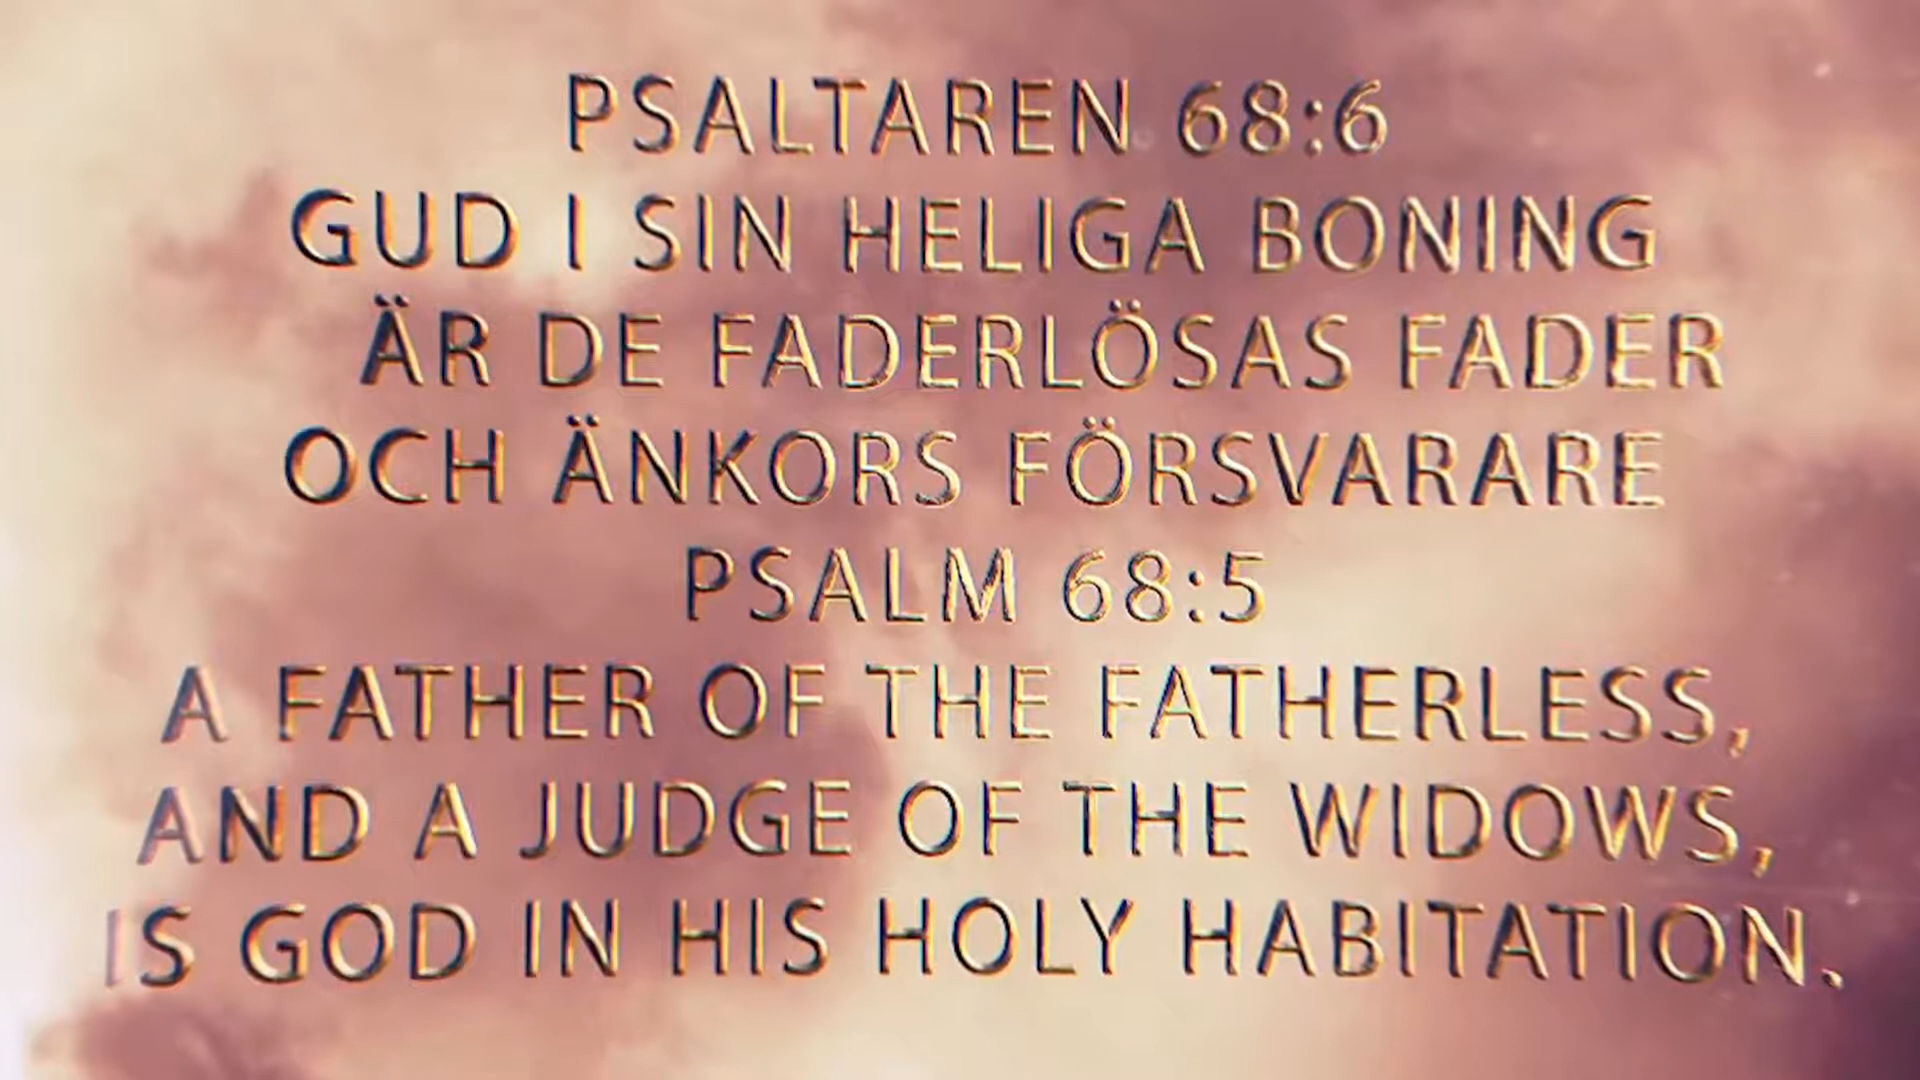 PSALTAREN 68:6
GUD I SIN HELIGA BONING
ÄR DE FADERLÖSAS FADER
OCH ÄNKORS FÖRSVARARE
PSALM 68:5
A FATHER OF THE FATHERLESS,
AND A JUDGE OF THE WIDOWS,
IS GOD IN HIS HOLY HABITATION.